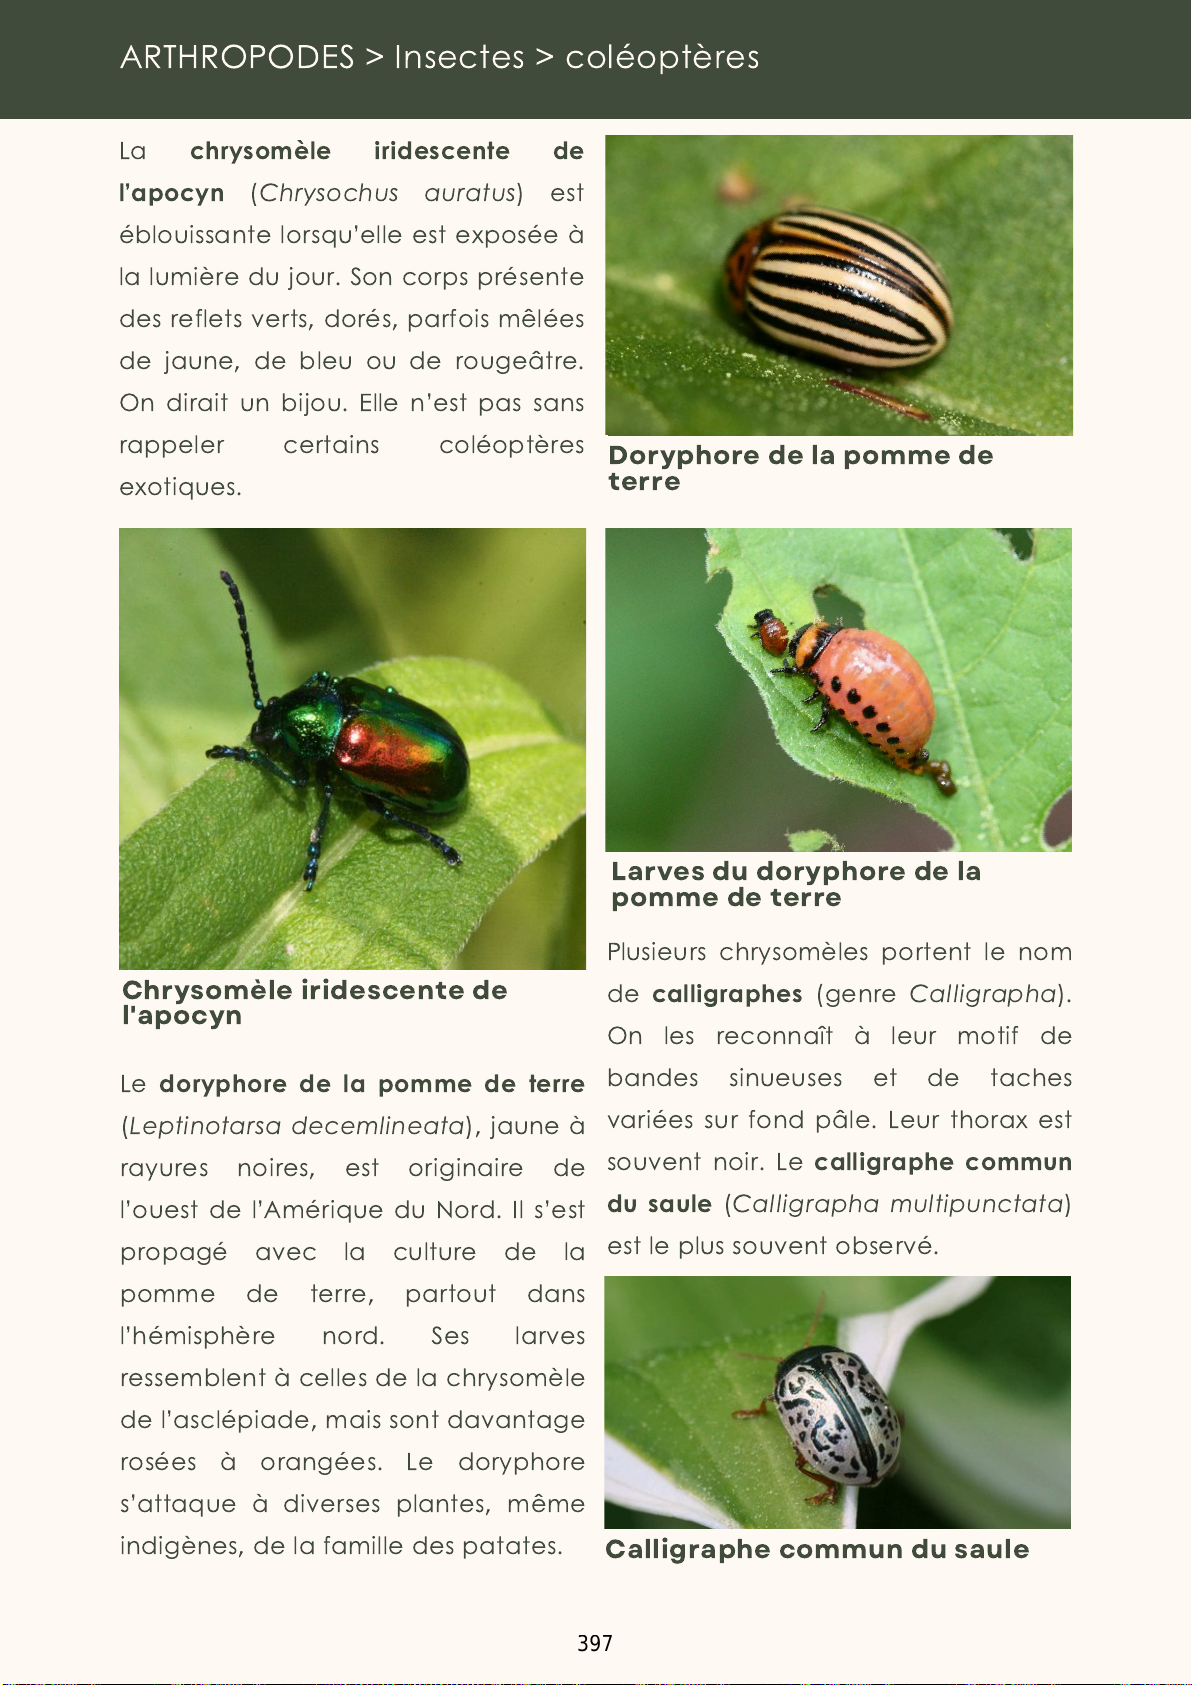 ARTHROPODES > Insectes > coléoptères
La chrysomèle iridescente de
l'apocyn (Chrysochus auratus) est
éblouissante lorsqu'elle est exposée à
la lumière du jour. Son corps présente
des reflets verts, dorés, parfois mêlées
de jaune, de bleu ou de rougeâtre.
On dirait un bijou. Elle n'est pas sans
rappeler certains coléoptères
exotiques.
Chrysomèle iridescente de
l'apocyn
Le doryphore de la pomme de terre
(Leptinotarsa decemlineata), jaune à
rayures noires, est originaire de
l'ouest de l'Amérique du Nord. Il s'est
propagé avec la culture de la
pomme de terre, partout dans
l'hémisphère nord. Ses larves
ressemblent à celles de la chrysomèle
de l'asclépiade, mais sont davantage
rosées à orangées. Le doryphore
s'attaque à diverses plantes, même
indigènes, de la famille des patates.
Doryphore de la pomme de
terre
Larves du doryphore de la
pomme de terre
Plusieurs chrysomèles portent le nom
de calligraphes (genre Calligrapha).
On les reconnaît à leur motif de
bandes sinueuses et de taches
variées sur fond pâle. Leur thorax est
souvent noir. Le calligraphe commun
du saule (Calligrapha multipunctata)
est le plus souvent observé.
Calligraphe commun du saule
397